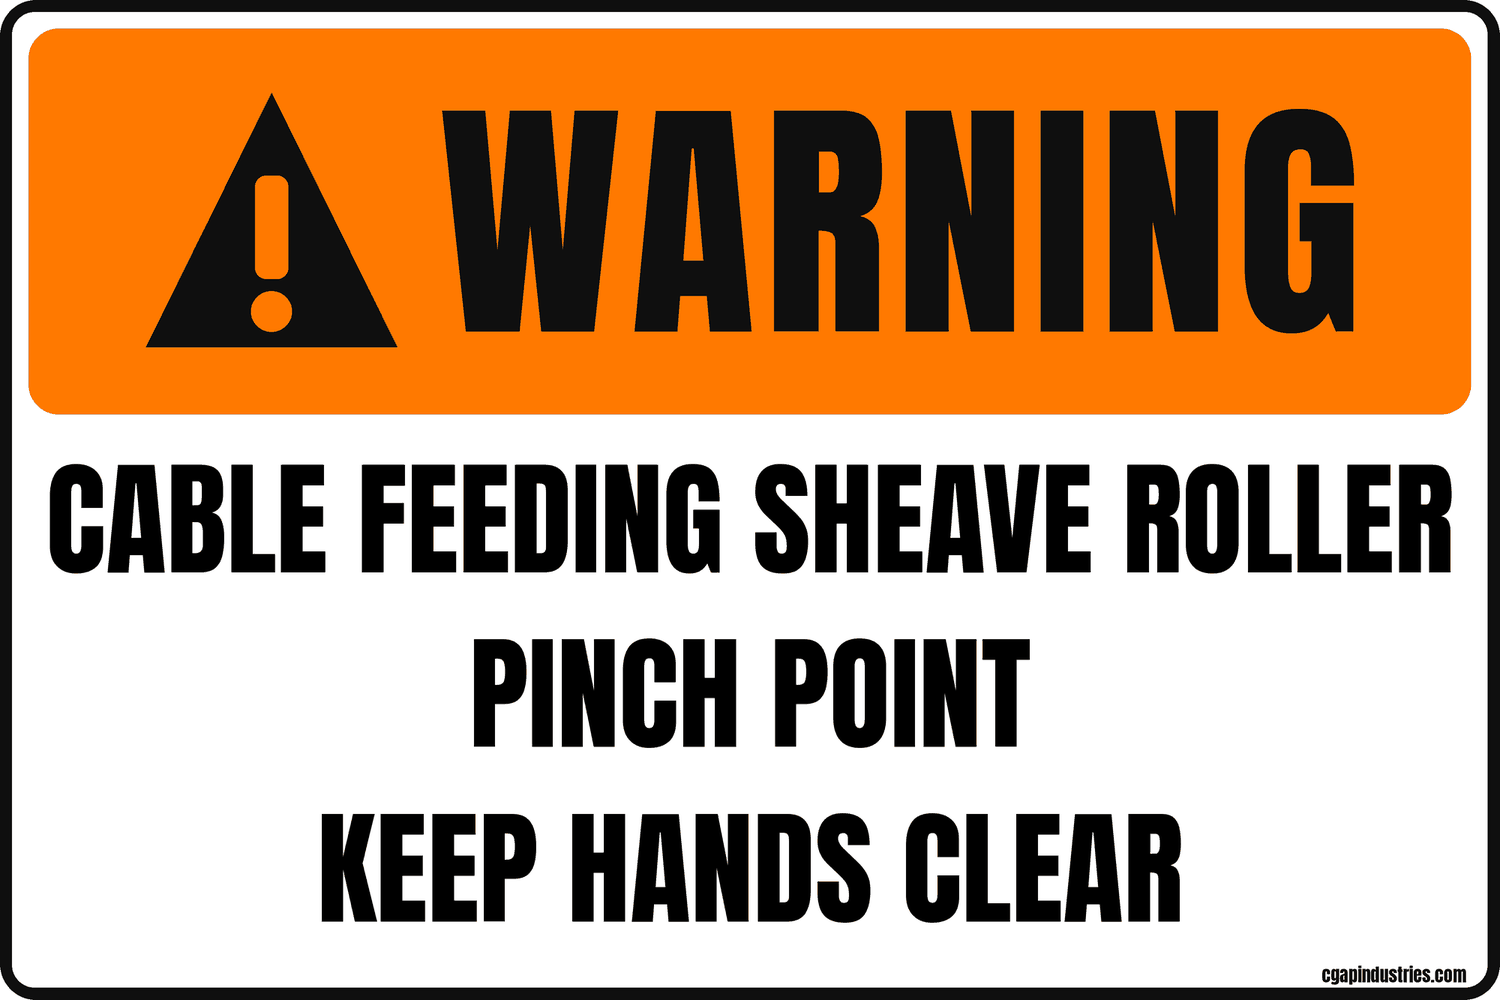 WARNING
CABLE FEEDING SHEAVE ROLLER
PINCH POINT
KEEP HANDS CLEAR
cgapindustries.com